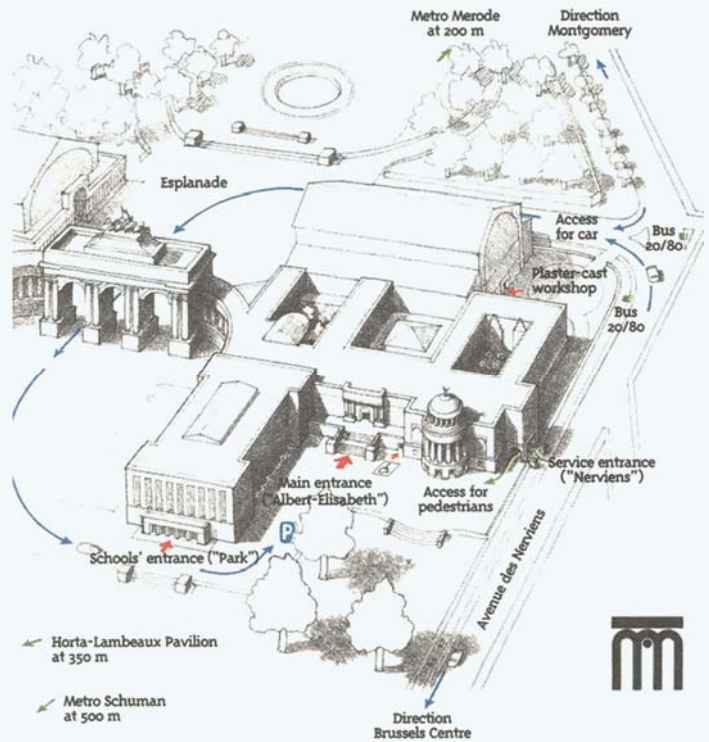 Metro Merode
at 200 m
Direction
Montgomery
Esplanade
Access
for car
Bus
20/80
Plaster-cast
workshop
Bus
20/80
Main entrance
("Albert-Elisabeth")
Access for
pedestrians
Service entrance
("Nerviens")
P
Schools' entrance ("Park")
Avenue des Nerviens
Horta-Lambeaux Pavilion
at 350 m
Metro Schuman
at 500 m
Direction
Brussels Centre